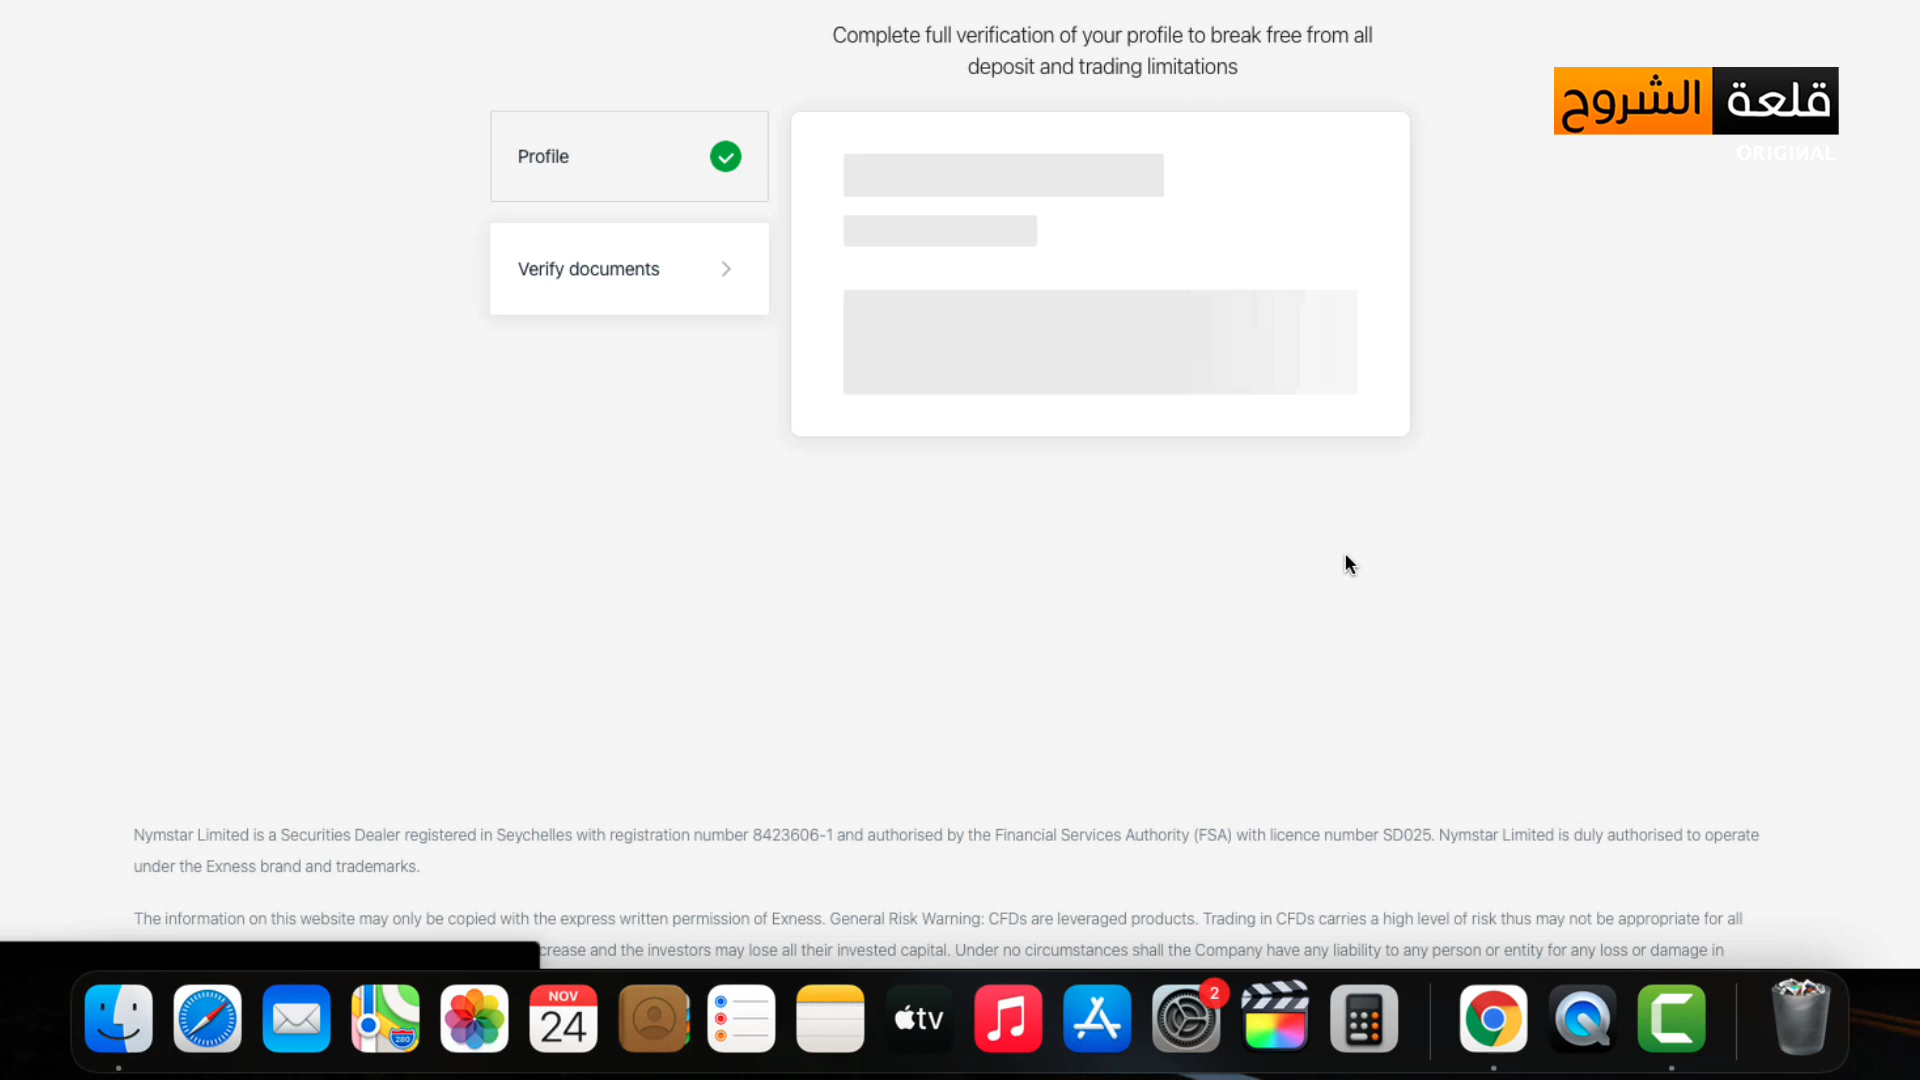 Complete full verification of your profile to break free from all
deposit and trading limitations
قلعة الشروح
ORIGINAL
Profile
Verify documents
Nymstar Limited is a Securities Dealer registered in Seychelles with registration number 8423606-1 and authorised by the Financial Services Authority (FSA) with licence number SD025. Nymstar Limited is duly authorised to operate
under the Exness brand and trademarks.
The information on this website may only be copied with the express written permission of Exness. General Risk Warning: CFDs are leveraged products. Trading in CFDs carries a high level of risk thus may not be appropriate for all
crease and the investors may lose all their invested capital. Under no circumstances shall the Company have any liability to any person or entity for any loss or damage in
280
NOV
24
tv
2